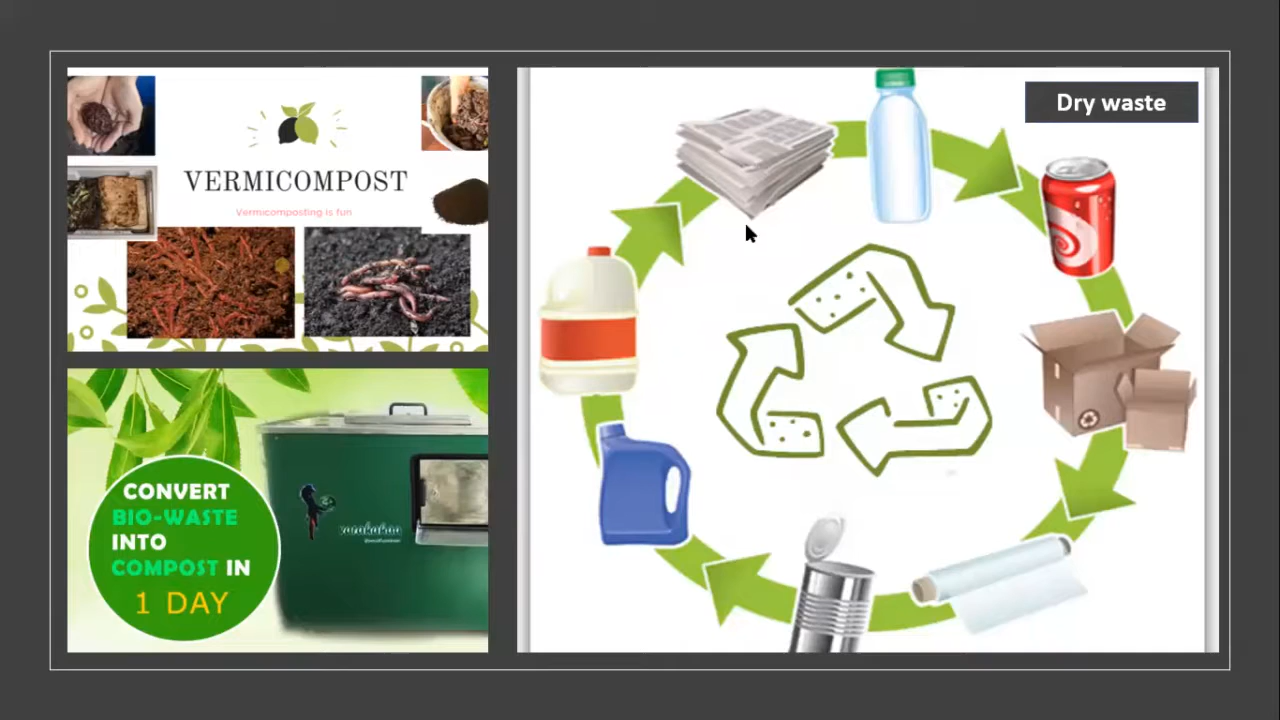 VERMICOMPOST
Vermicomposting is fun
CONVERT
BIO-WASTE
INTO
COMPOST IN
1 DAY
Dry waste